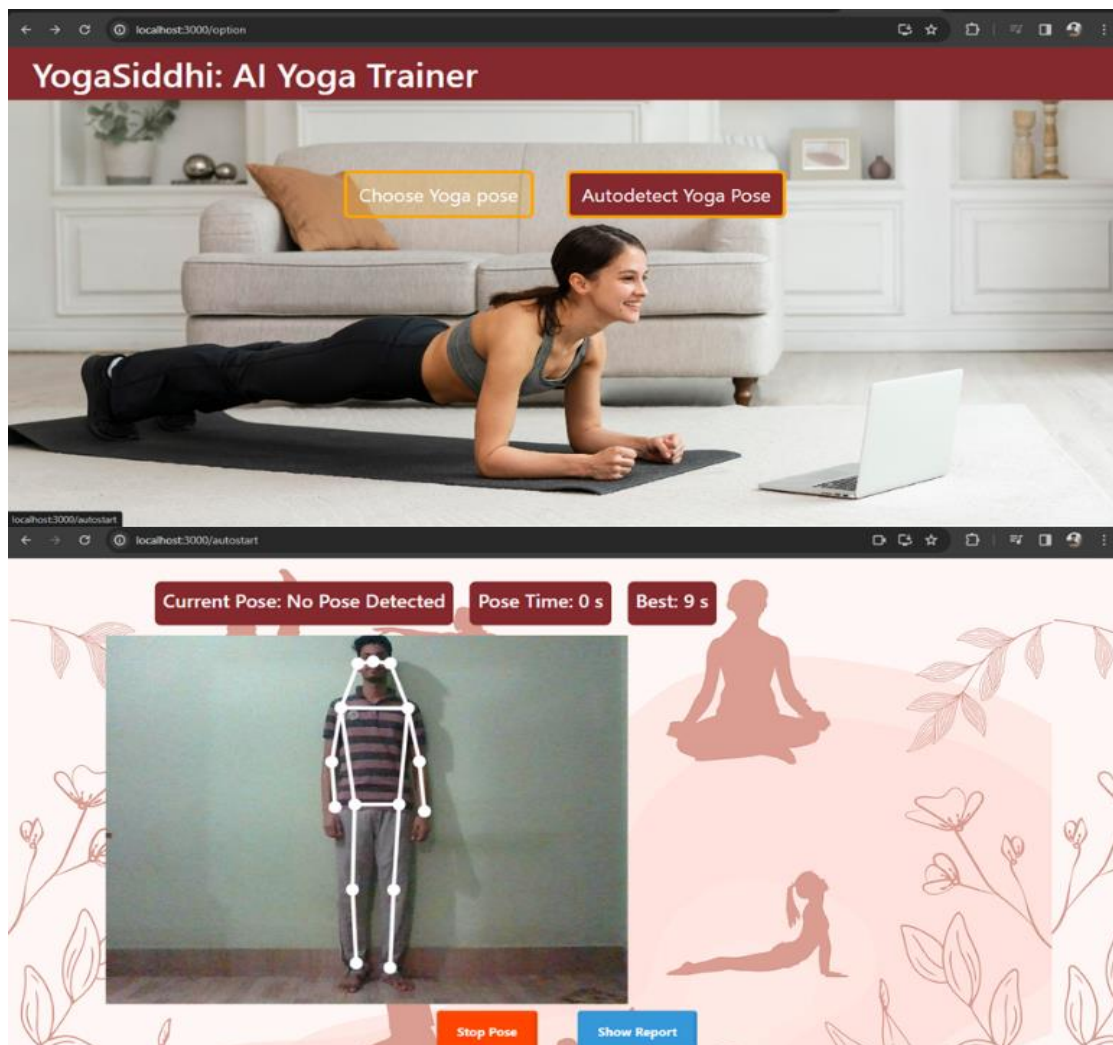 localhost:3000/option
YogaSiddhi: AI Yoga Trainer
Choose Yoga pose
Autodetect Yoga Pose
localhost:3000/autostart
localhost:3000/autostart
Current Pose: No Pose Detected
Pose Time: 0 s
Best: 9 s
Stop Pose
Show Report